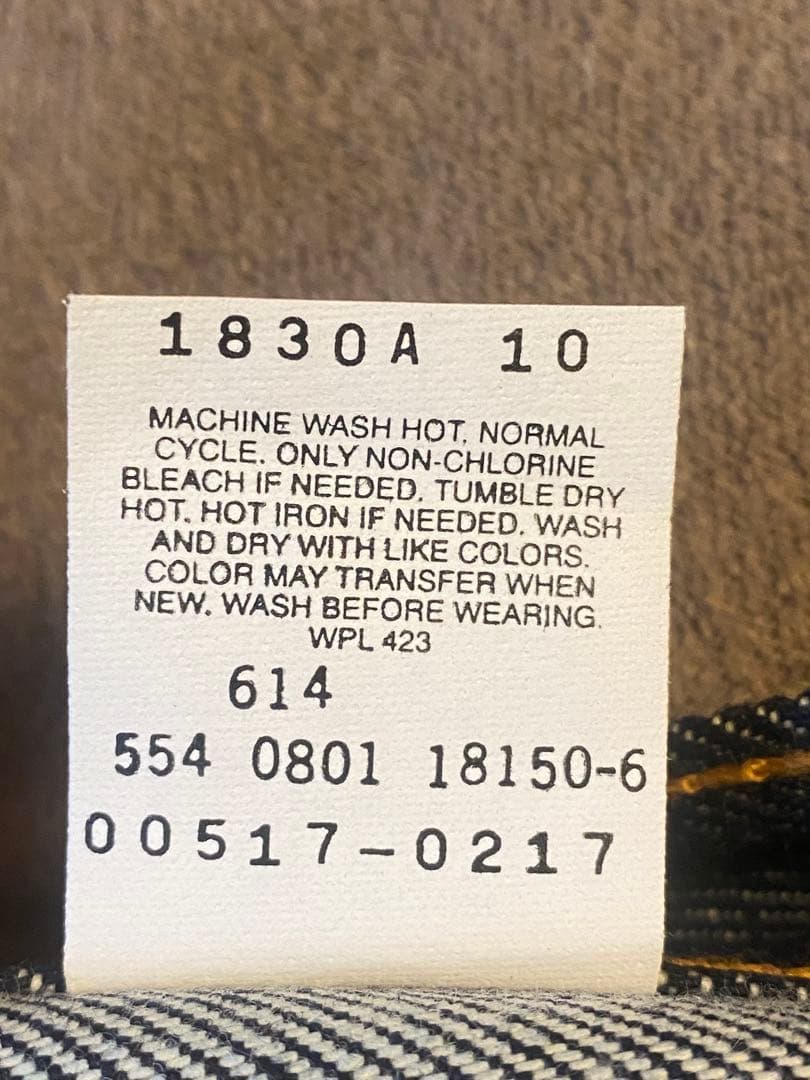 1830A 10
MACHINE WASH HOT, NORMAL
CYCLE. ONLY NON-CHLORINE
BLEACH IF NEEDED. TUMBLE DRY
HOT. HOT IRON IF NEEDED. WASH
AND DRY WITH LIKE COLORS.
COLOR MAY TRANSFER WHEN
NEW. WASH BEFORE WEARING.
WPL 423
614
554 0801 18150-6
00517-0217